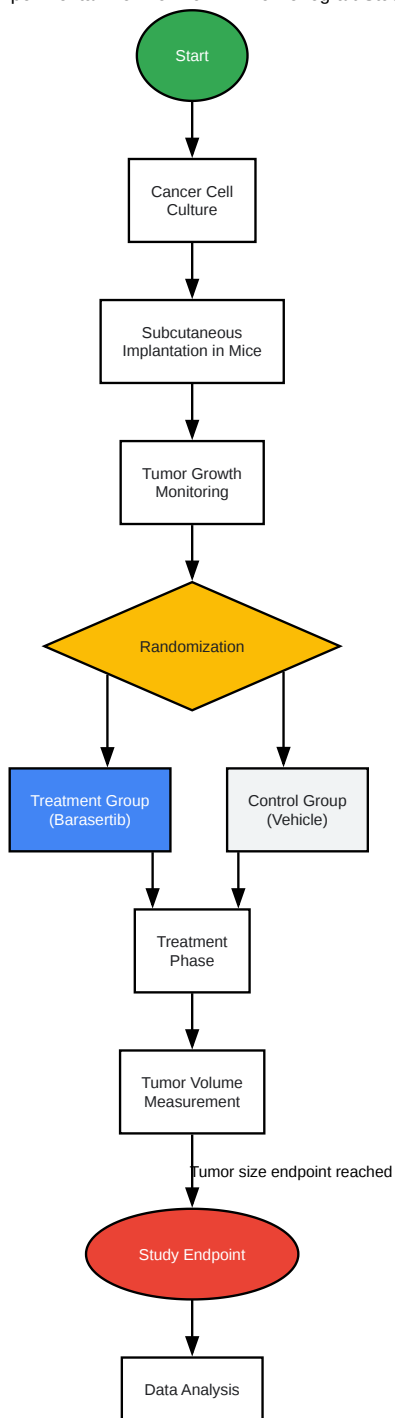 Start
Cancer Cell
Culture
Subcutaneous
Implantation in Mice
Tumor Growth
Monitoring
Randomization
Treatment Group
(Barasertib)
Control Group
(Vehicle)
Treatment
Phase
Tumor Volume
Measurement
Tumor size endpoint reached
Study Endpoint
Data Analysis